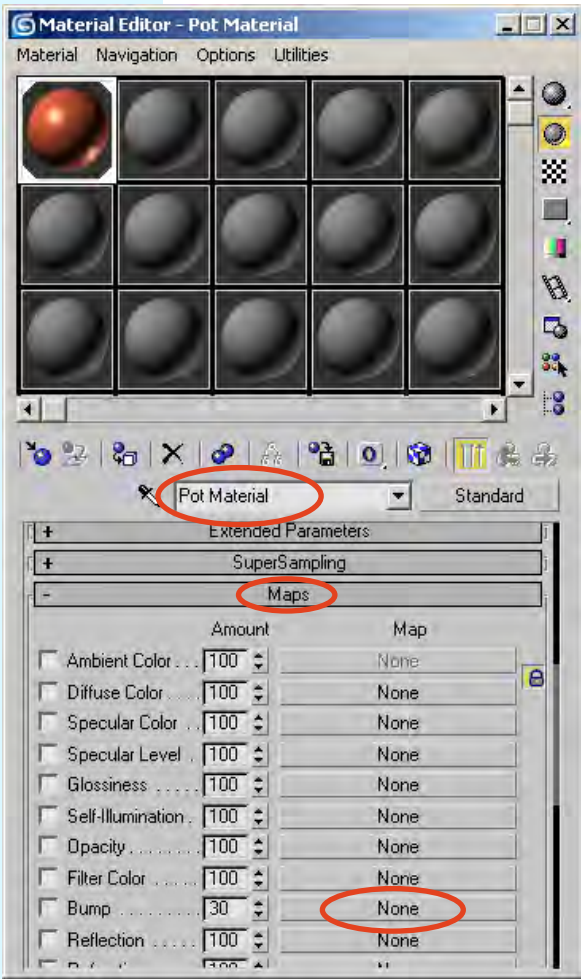 Material Editor - Pot Material
Material Navigation Options Utilities
Pot Material Standard
+ Extended Parameters
+ SuperSampling
- Maps
Amount Map
Ambient Color . . . 100 None
Diffuse Color . . . . 100 None
Specular Color . . 100 None
Specular Level . 100 None
Glossiness . . . . . 100 None
Self-Illumination . 100 None
Opacity . . . . . . . . 100 None
Filter Color . . . . . 100 None
Bump . . . . . . . . . 30 None
Reflection . . . . . 100 None